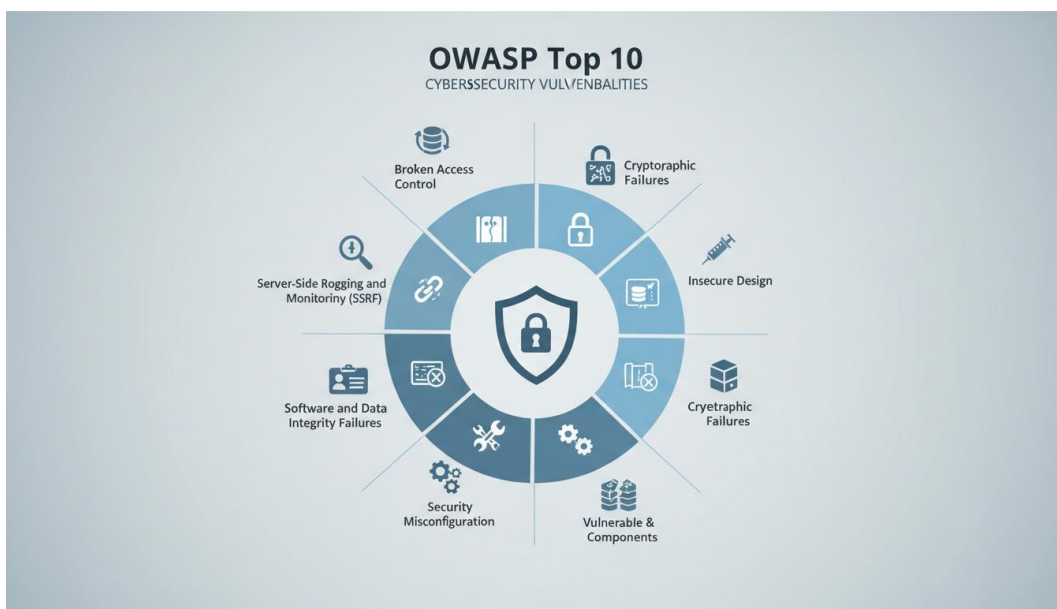 OWASP Top 10
CYBERSSECURITY VULVENBALITIES
Broken Access
Control
Cryptoraphic
Failures
Server-Side Rogging and
Monitoriny (SSRF)
Insecure Design
Software and Data
Integrity Failures
Cryetraphic
Failures
Security
Misconfiguration
Vulnerable &
Components